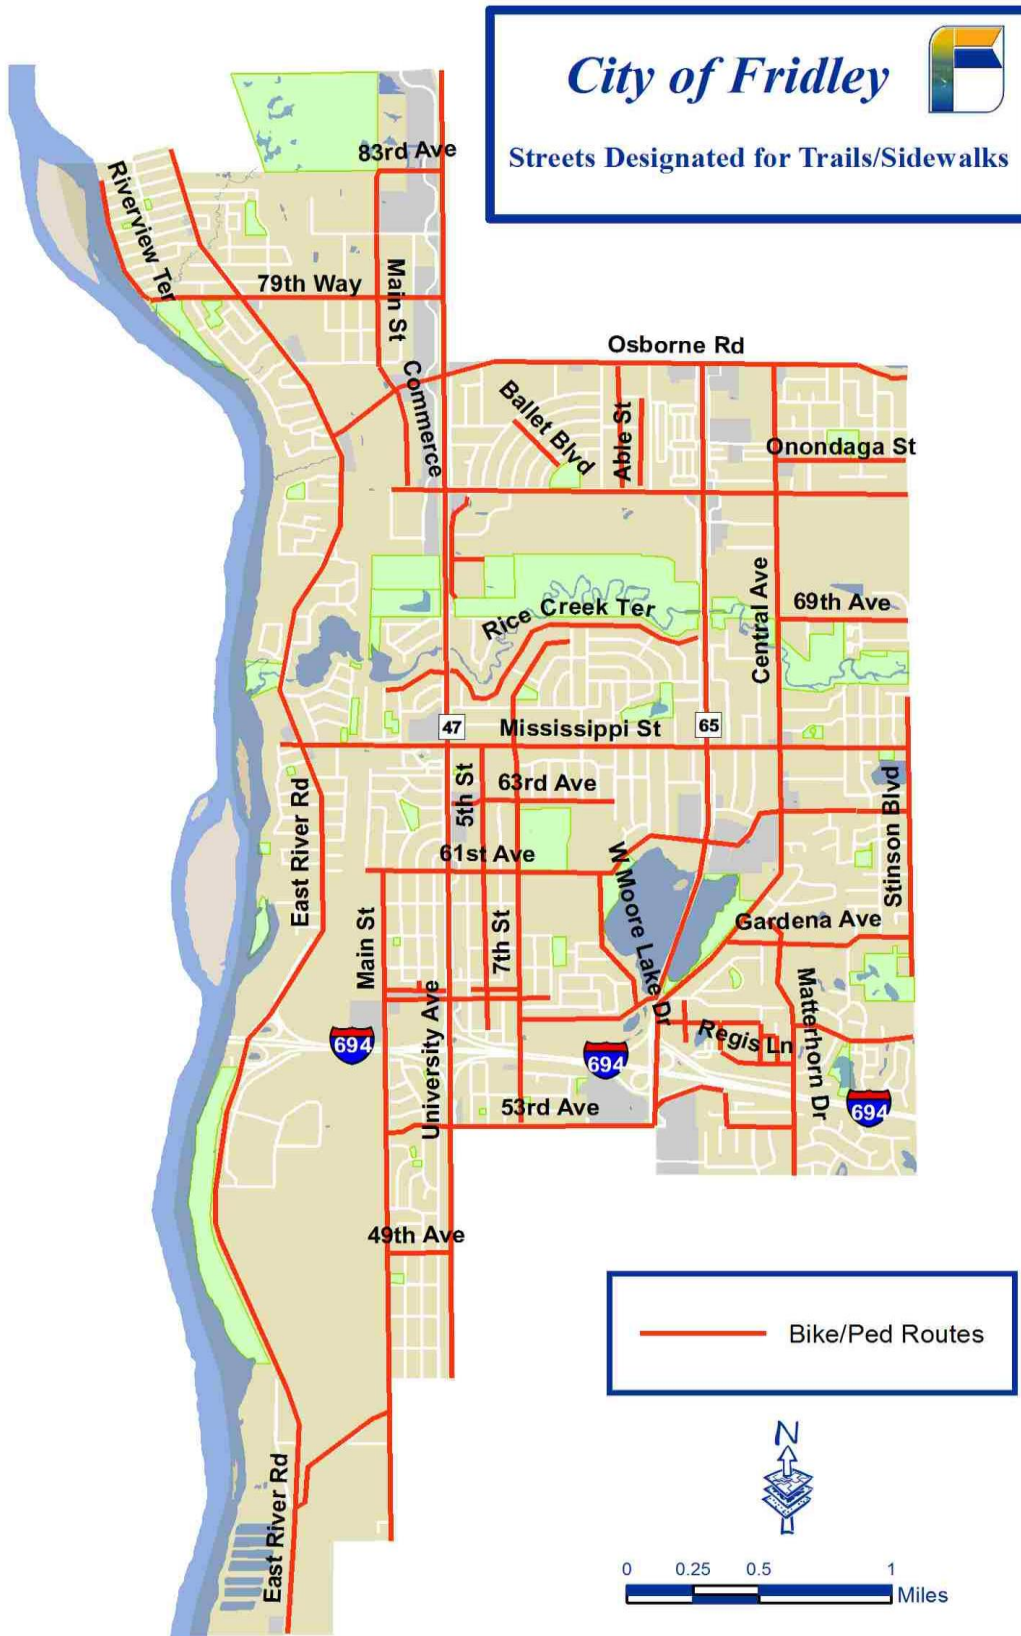 City of Fridley
Streets Designated for Trails/Sidewalks
83rd Ave
Riverview Ter
79th Way
Main St
Osborne Rd
Commerce
Ballet Blvd
Able St
Onondaga St
Central Ave
69th Ave
Rice Creek Ter
47
Mississippi St
65
5th St
63rd Ave
Stinson Blvd
East River Rd
61st Ave
W Moore Lake Dr
Main St
7th St
Gardena Ave
University Ave
694
694
Regis Ln
Matterhorn Dr
694
53rd Ave
49th Ave
Bike/Ped Routes
N
East River Rd
0 0.25 0.5 1
Miles